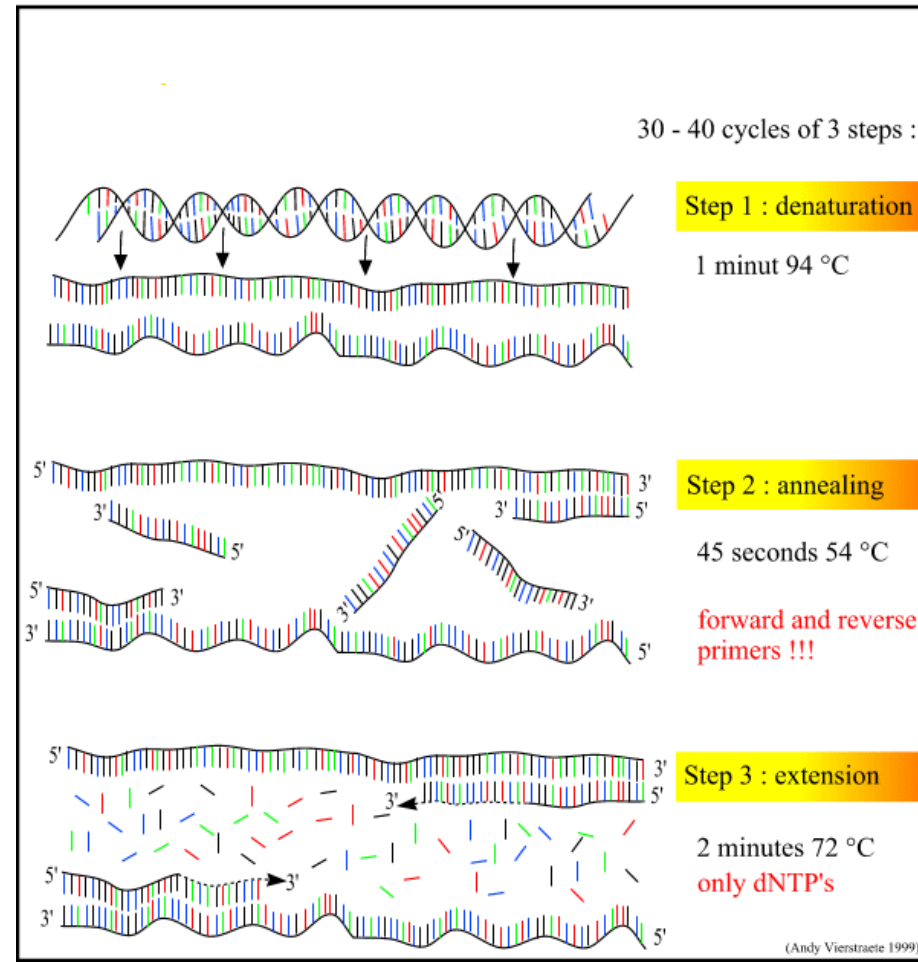 30 - 40 cycles of 3 steps :
Step 1 : denaturation
1 minut 94 °C
5'
3'
Step 2 : annealing
5'
5'
3'
5'
5'
45 seconds 54 °C
5'
3'
3'
3'
3'
forward and reverse
primers !!!
5'
5'
3'
Step 3 : extension
3'
5'
2 minutes 72 °C
5'
3'
only dNTP's
3'
5'
(Andy Vierstraete 1999)